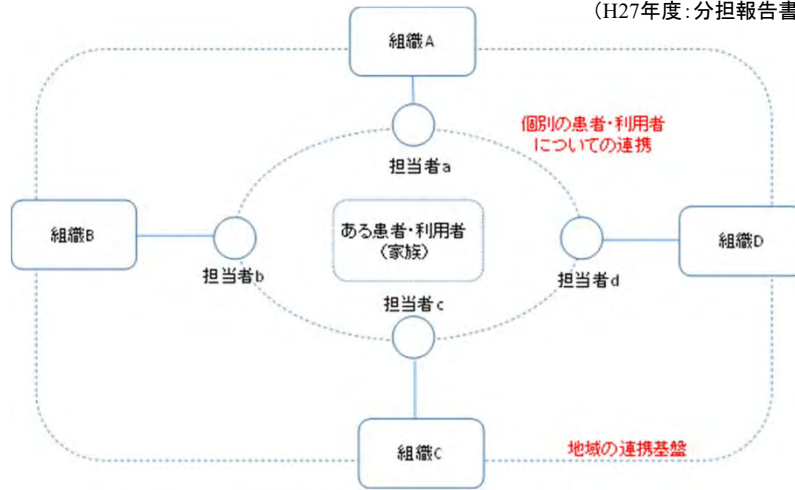 (H27年度:分担報告書
組織A
個別の患者・利用者
についての連携
担当者a
組織B
ある患者・利用者
(家族)
組織D
担当者b
担当者d
担当者c
組織C
地域の連携基盤